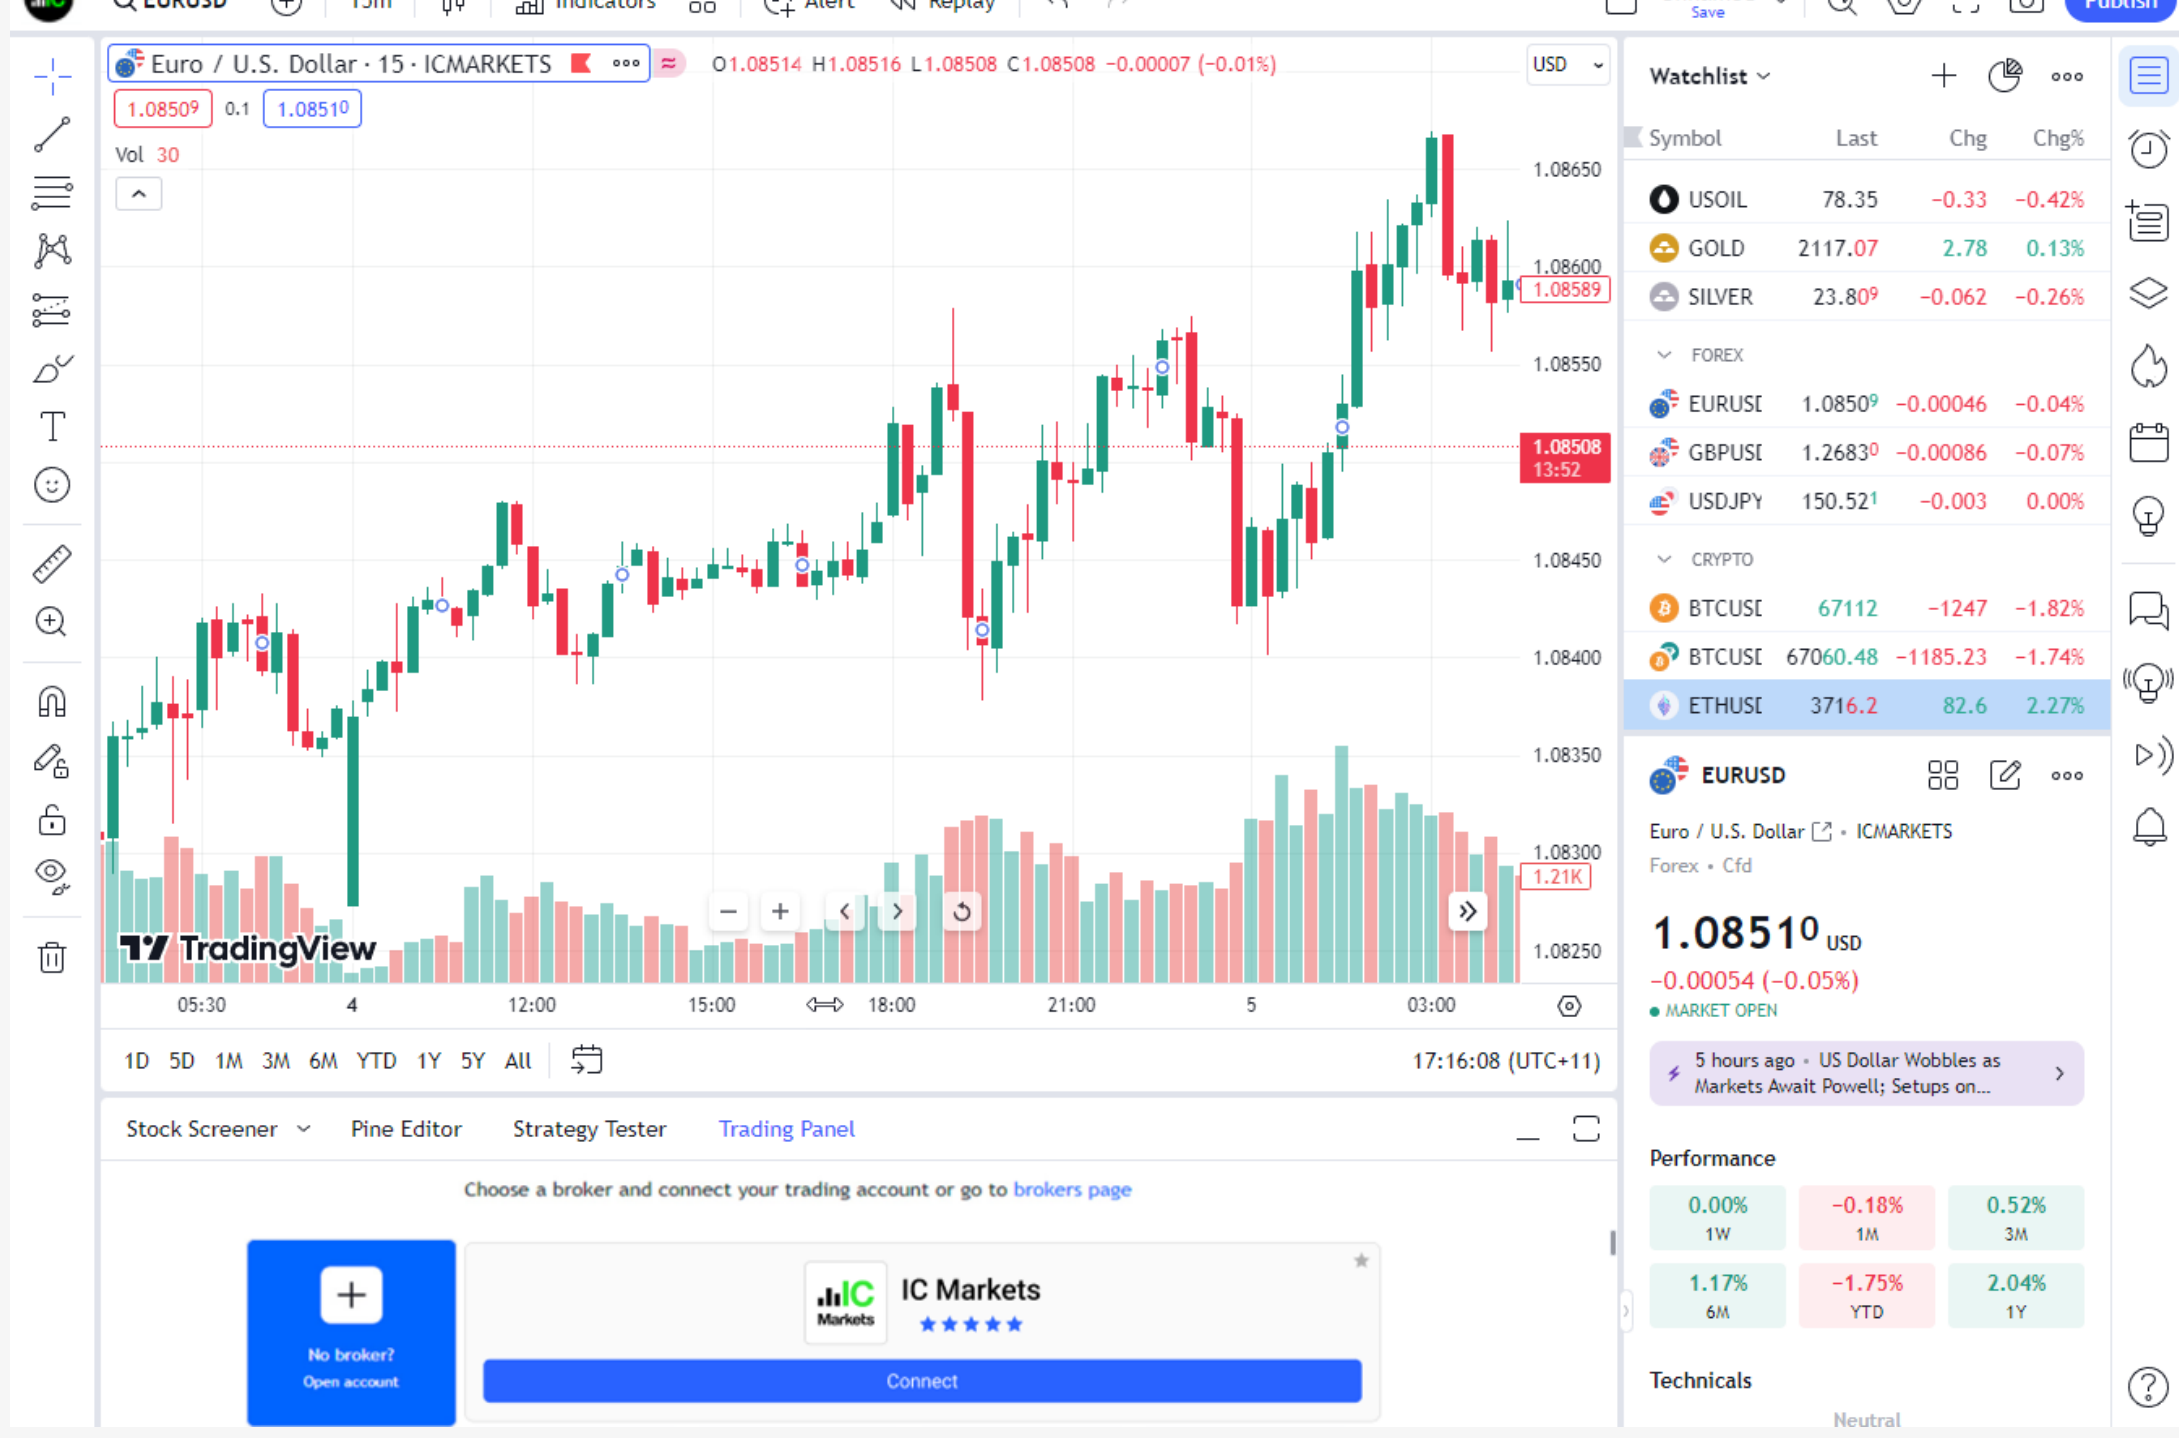 EURUSD
15m
Indicators
Alert
Replay
Save
Publish
Euro / U.S. Dollar · 15 · ICMARKETS
O1.08514 H1.08516 L1.08508 C1.08508 −0.00007 (−0.01%)
USD
1.08509 0.1 1.08510
Vol 30
1.08650
1.08600
1.08589
1.08550
1.08508
13:52
1.08450
1.08400
1.08350
1.08300
1.21K
1.08250
TradingView
05:30 4 12:00 15:00 18:00 21:00 5 03:00
1D 5D 1M 3M 6M YTD 1Y 5Y All
17:16:08 (UTC+11)
Stock Screener Pine Editor Strategy Tester Trading Panel
Choose a broker and connect your trading account or go to brokers page
No broker?
Open account
IC
Markets
IC Markets
Connect
Watchlist
Symbol Last Chg Chg%
USOIL 78.35 −0.33 −0.42%
GOLD 2117.07 2.78 0.13%
SILVER 23.809 −0.062 −0.26%
FOREX
EURUSD 1.08509 −0.00046 −0.04%
GBPUSD 1.26830 −0.00086 −0.07%
USDJPY 150.521 −0.003 0.00%
CRYPTO
BTCUSD 67112 −1247 −1.82%
BTCUSD 67060.48 −1185.23 −1.74%
ETHUSD 3716.2 82.6 2.27%
EURUSD
Euro / U.S. Dollar • ICMARKETS
Forex • Cfd
1.08510 USD
−0.00054 (−0.05%)
MARKET OPEN
5 hours ago • US Dollar Wobbles as
Markets Await Powell; Setups on...
Performance
0.00% −0.18% 0.52%
1W 1M 3M
1.17% −1.75% 2.04%
6M YTD 1Y
Technicals
Neutral